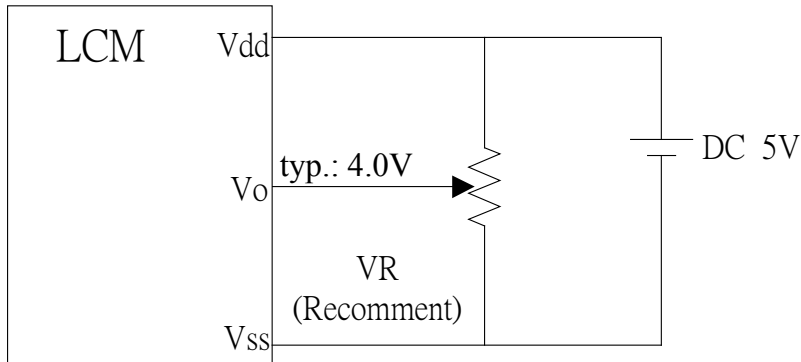 LCM
Vdd
typ.: 4.0V
Vo
DC 5V
VR
(Recomment)
Vss